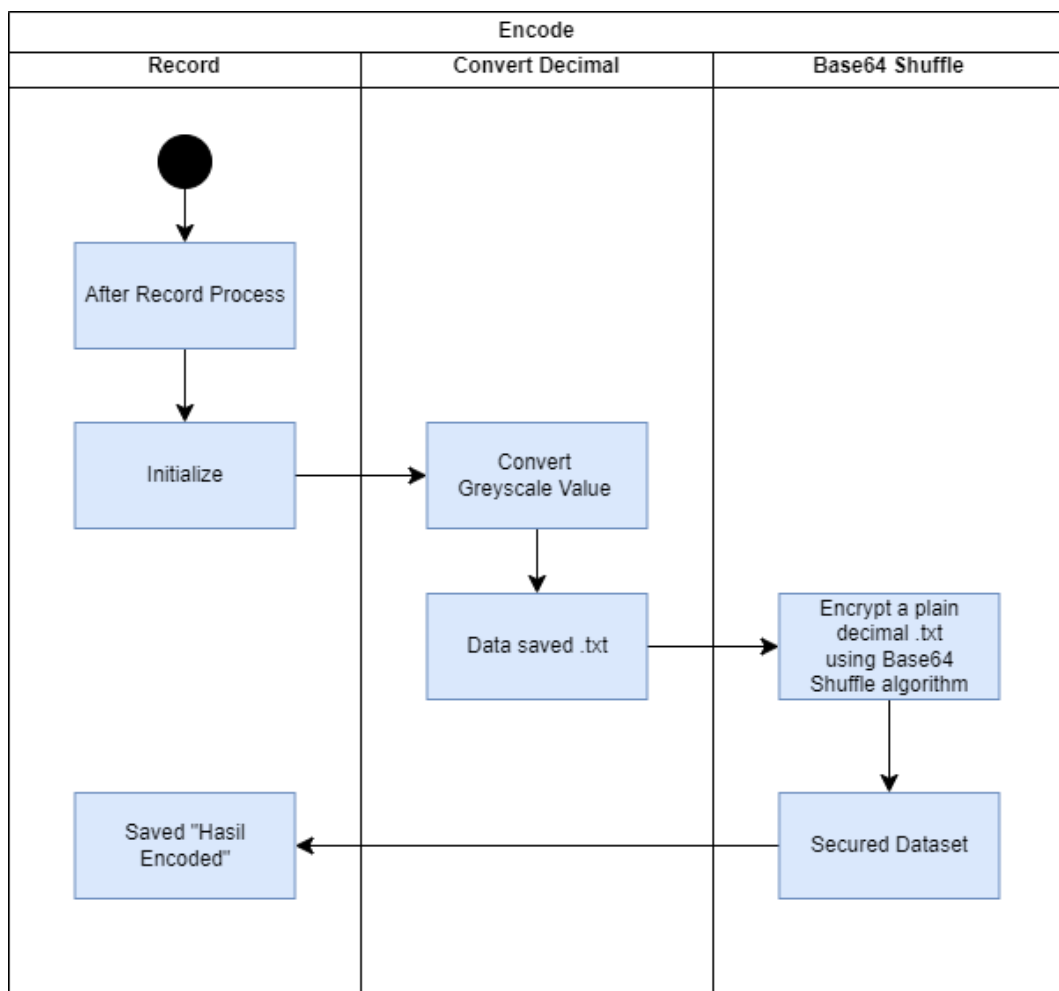 Encode
Record
Convert Decimal
Base64 Shuffle
After Record Process
Initialize
Convert
Greyscale Value
Data saved .txt
Encrypt a plain
decimal .txt
using Base64
Shuffle algorithm
Saved "Hasil
Encoded"
Secured Dataset